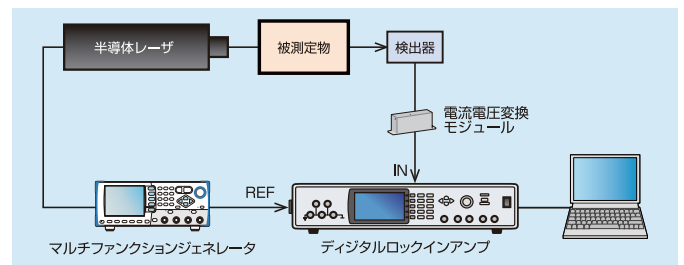 半導体レーザ
被測定物
検出器
電流電圧変換
モジュール
IN
REF
マルチファンクションジェネレータ
ディジタルロックインアンプ